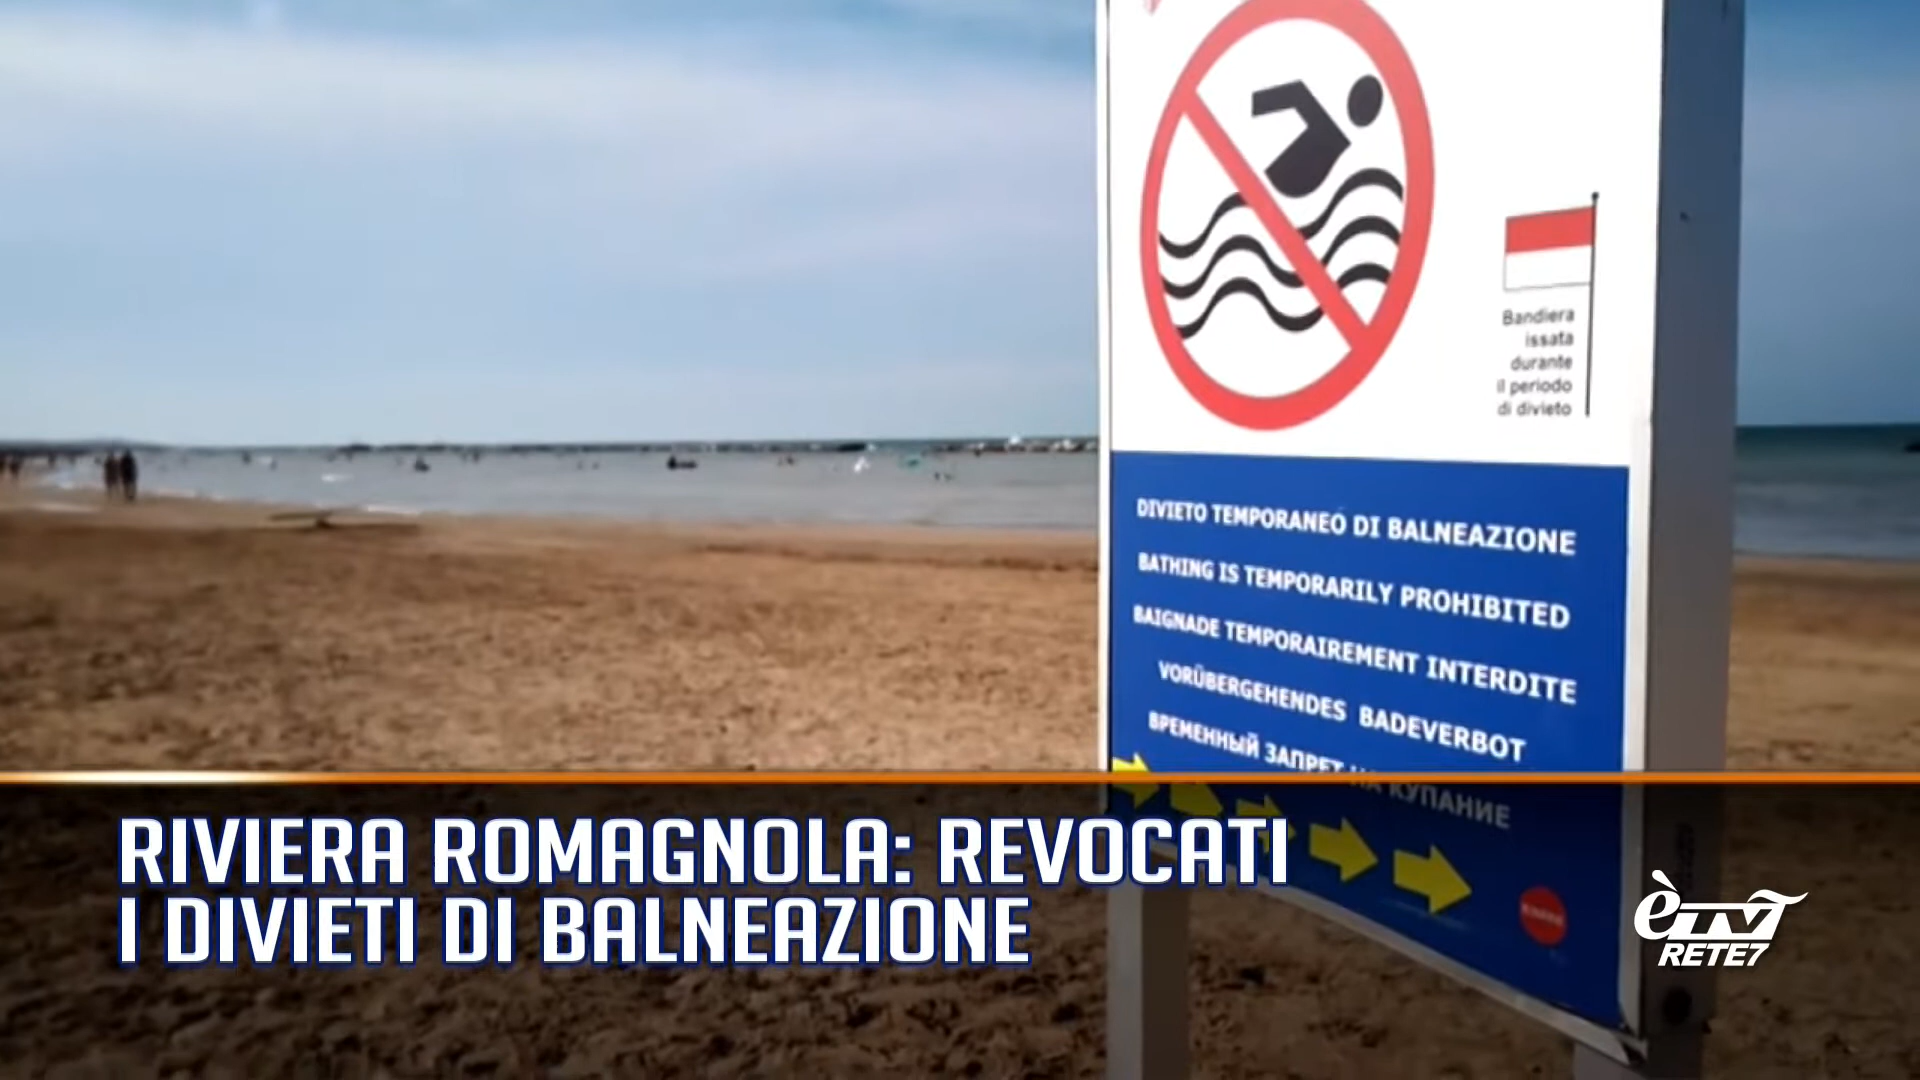 Bandiera
issata
durante
il periodo
di divieto
DIVIETO TEMPORANEO DI BALNEAZIONE
BATHING IS TEMPORARILY PROHIBITED
BAIGNADE TEMPORAIREMENT INTERDITE
VORÜBERGEHENDES BADEVERBOT
ВРЕМЕННЫЙ ЗАПРЕТ НА КУПАНИЕ
RIVIERA ROMAGNOLA: REVOCATI
I DIVIETI DI BALNEAZIONE
èTV
RETE7